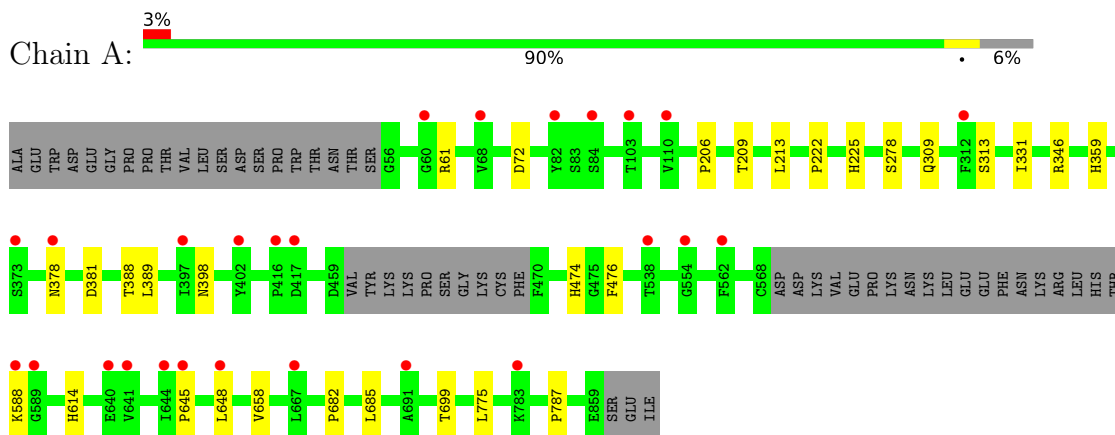 3%
Chain A:
90% • 6%
ALA GLU TRP ASP GLU GLY PRO PRO THR VAL LEU SER ASP SER PRO TRP THR ASN THR SER G56 G60 R61 V68 D72 Y82 S83 S84 T103 V110 P206 T209 L213 P222 H225 S278 Q309 F312 S313 I331 R346 H359
S373 N378 D381 T388 L389 I397 N398 Y402 P416 D417 D459 VAL TYR LYS LYS PRO SER GLY LYS CYS PHE F470 H474 G475 F476 T538 G554 F562 C568 ASP ASP LYS VAL GLU PRO LYS ASN LYS LEU GLU GLU PHE ASN LYS ARG LEU HIS THR
K588 G589 H614 E640 V641 I644 P645 L648 V658 L667 P682 L685 A691 T699 L775 K783 P787 E859 SER GLU ILE